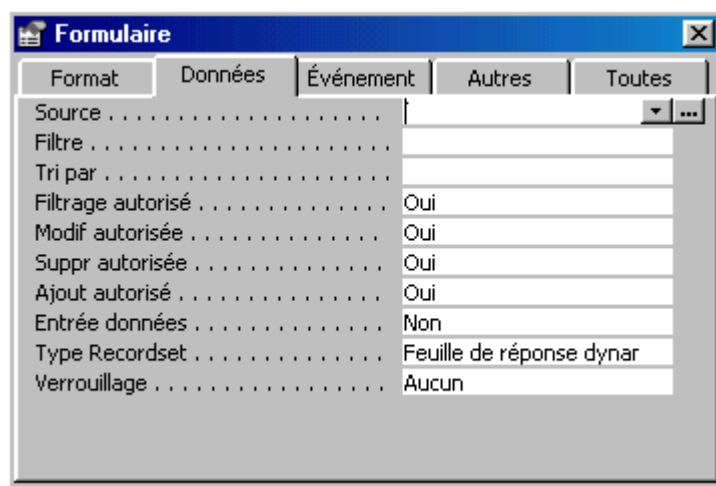 Formulaire
Format Données Événement Autres Toutes
Source . . . . . . . . . . . . . . . . . . . . .
Filtre . . . . . . . . . . . . . . . . . . . . . . .
Tri par . . . . . . . . . . . . . . . . . . . . . .
Filtrage autorisé . . . . . . . . . . . . . . . Oui
Modif autorisée . . . . . . . . . . . . . . . Oui
Suppr autorisée . . . . . . . . . . . . . . . Oui
Ajout autorisé . . . . . . . . . . . . . . . . Oui
Entrée données . . . . . . . . . . . . . . . Non
Type Recordset . . . . . . . . . . . . . . . Feuille de réponse dynar
Verrouillage . . . . . . . . . . . . . . . . . . Aucun